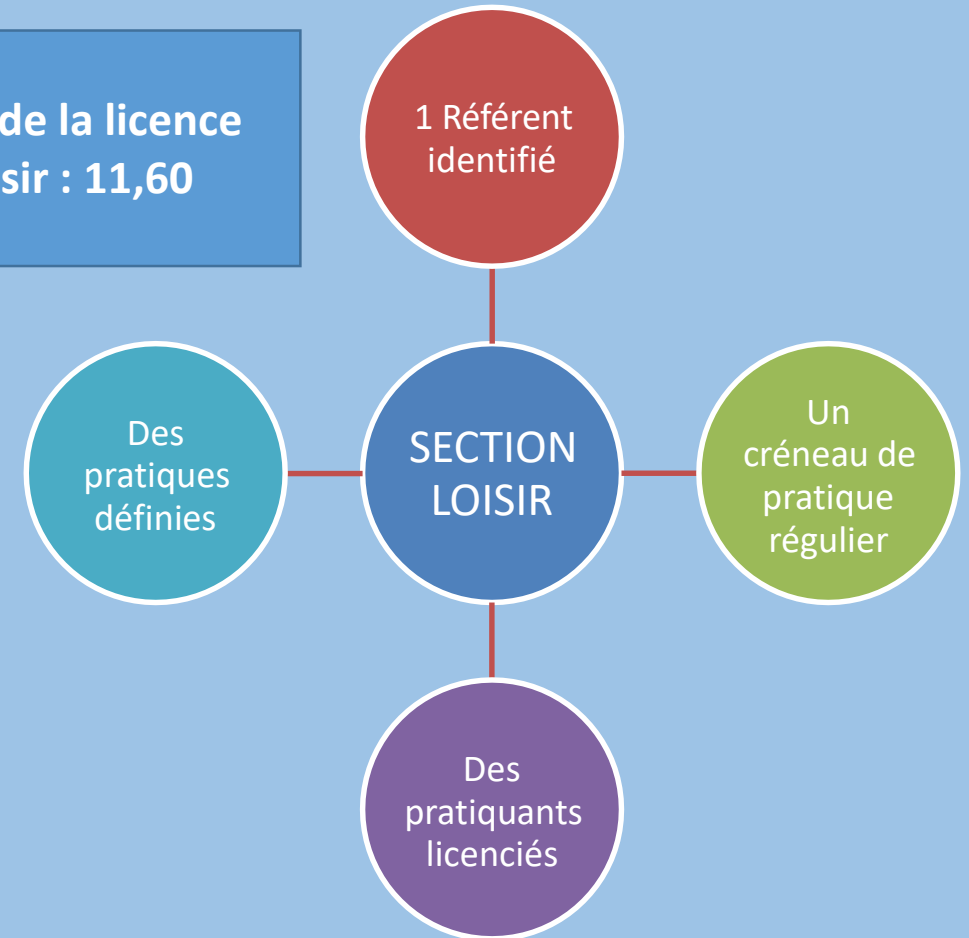 de la licence
sir : 11,60
1 Référent
identifié
Des
pratiques
définies
SECTION
LOISIR
Un
créneau de
pratique
régulier
Des
pratiquants
licenciés